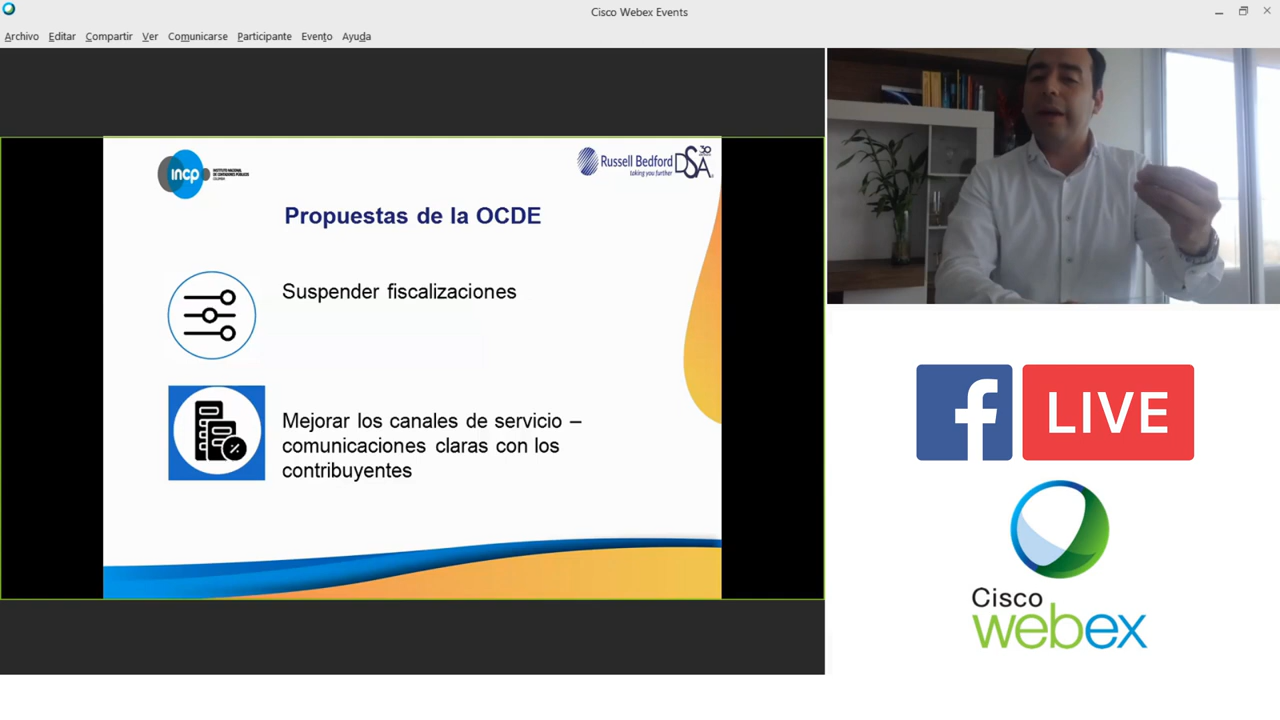 Cisco Webex Events
Archivo Editar Compartir Ver Comunicarse Participante Evento Ayuda
incp
INSTITUTO NACIONAL
DE CONTADORES PÚBLICOS
COLOMBIA
Russell Bedford
taking you further
DSA
30
Propuestas de la OCDE
Suspender fiscalizaciones
Mejorar los canales de servicio –
comunicaciones claras con los
contribuyentes
f LIVE
Cisco
webex